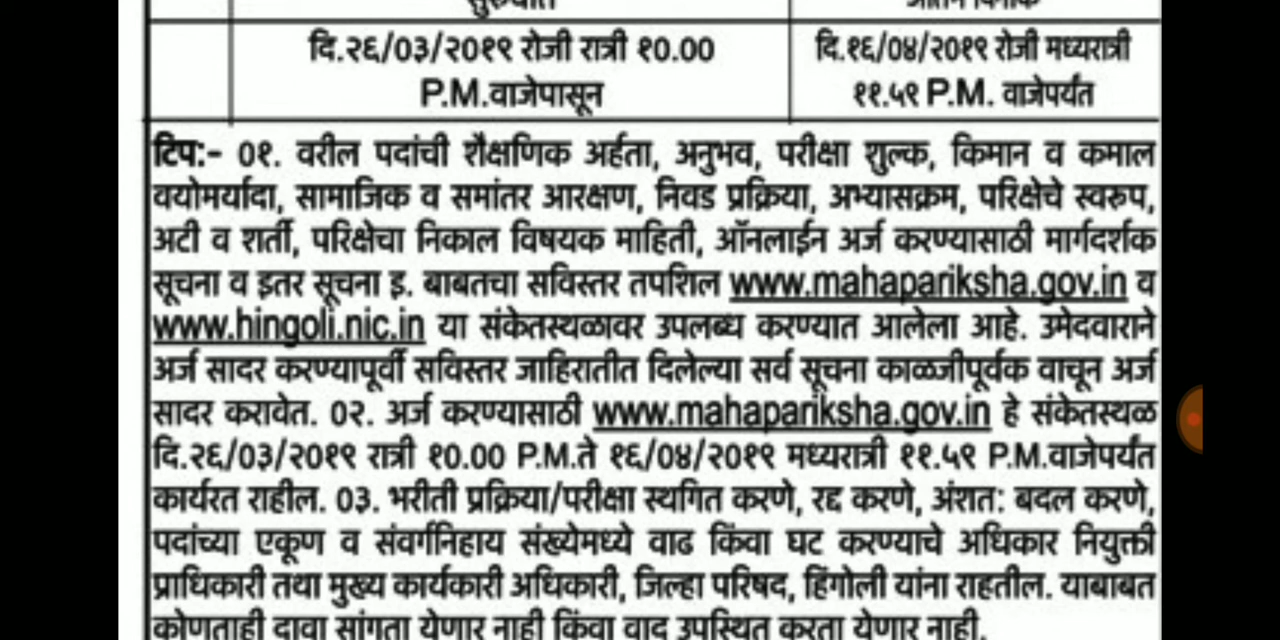 दि.२६/०३/२०१९ रोजी रात्री १०.००
P.M.वाजेपासून
दि.१६/०४/२०१९ रोजी मध्यरात्री
११.५९ P.M. वाजेपर्यंत
टिप:- ०१. वरील पदांची शैक्षणिक अर्हता, अनुभव, परीक्षा शुल्क, किमान व कमाल
वयोमर्यादा, सामाजिक व समांतर आरक्षण, निवड प्रक्रिया, अभ्यासक्रम, परिक्षेचे स्वरुप,
अटी व शर्ती, परिक्षेचा निकाल विषयक माहिती, ऑनलाईन अर्ज करण्यासाठी मार्गदर्शक
सूचना व इतर सूचना इ. बाबतचा सविस्तर तपशिल www.mahapariksha.gov.in व
www.hingoli.nic.in या संकेतस्थळावर उपलब्ध करण्यात आलेला आहे. उमेदवाराने
अर्ज सादर करण्यापूर्वी सविस्तर जाहिरातीत दिलेल्या सर्व सूचना काळजीपूर्वक वाचून अर्ज
सादर करावेत. ०२. अर्ज करण्यासाठी www.mahapariksha.gov.in हे संकेतस्थळ
दि.२६/०३/२०१९ रात्री १०.०० P.M.ते १६/०४/२०१९ मध्यरात्री ११.५९ P.M.वाजेपर्यंत
कार्यरत राहील. ०३. भरीती प्रक्रिया/परीक्षा स्थगित करणे, रद्द करणे, अंशत: बदल करणे,
पदांच्या एकूण व संवर्गनिहाय संख्येमध्ये वाढ किंवा घट करण्याचे अधिकार नियुक्ती
प्राधिकारी तथा मुख्य कार्यकारी अधिकारी, जिल्हा परिषद, हिंगोली यांना राहतील. याबाबत
कोणताही दावा सांगता येणार नाही किंवा वाद उपस्थित करता येणार नाही.